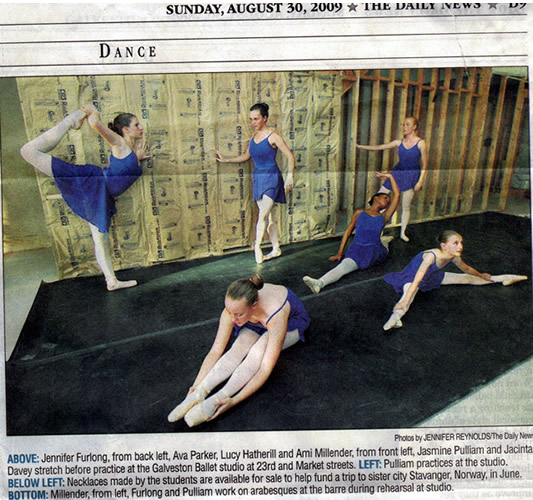 SUNDAY, AUGUST 30, 2009 ★ THE DAILY NEWS ★ D9
DANCE
Photos by JENNIFER REYNOLDS/The Daily News
ABOVE: Jennifer Furlong, from back left, Ava Parker, Lucy Hatherill and Ami Millender, from front left, Jasmine Pulliam and Jacinta
Davey stretch before practice at the Galveston Ballet studio at 23rd and Market streets. LEFT: Pulliam practices at the studio.
BELOW LEFT: Necklaces made by the students are available for sale to help fund a trip to sister city Stavanger, Norway, in June.
BOTTOM: Millender, from left, Furlong and Pulliam work on arabesques at the barre during rehearsal at studio.